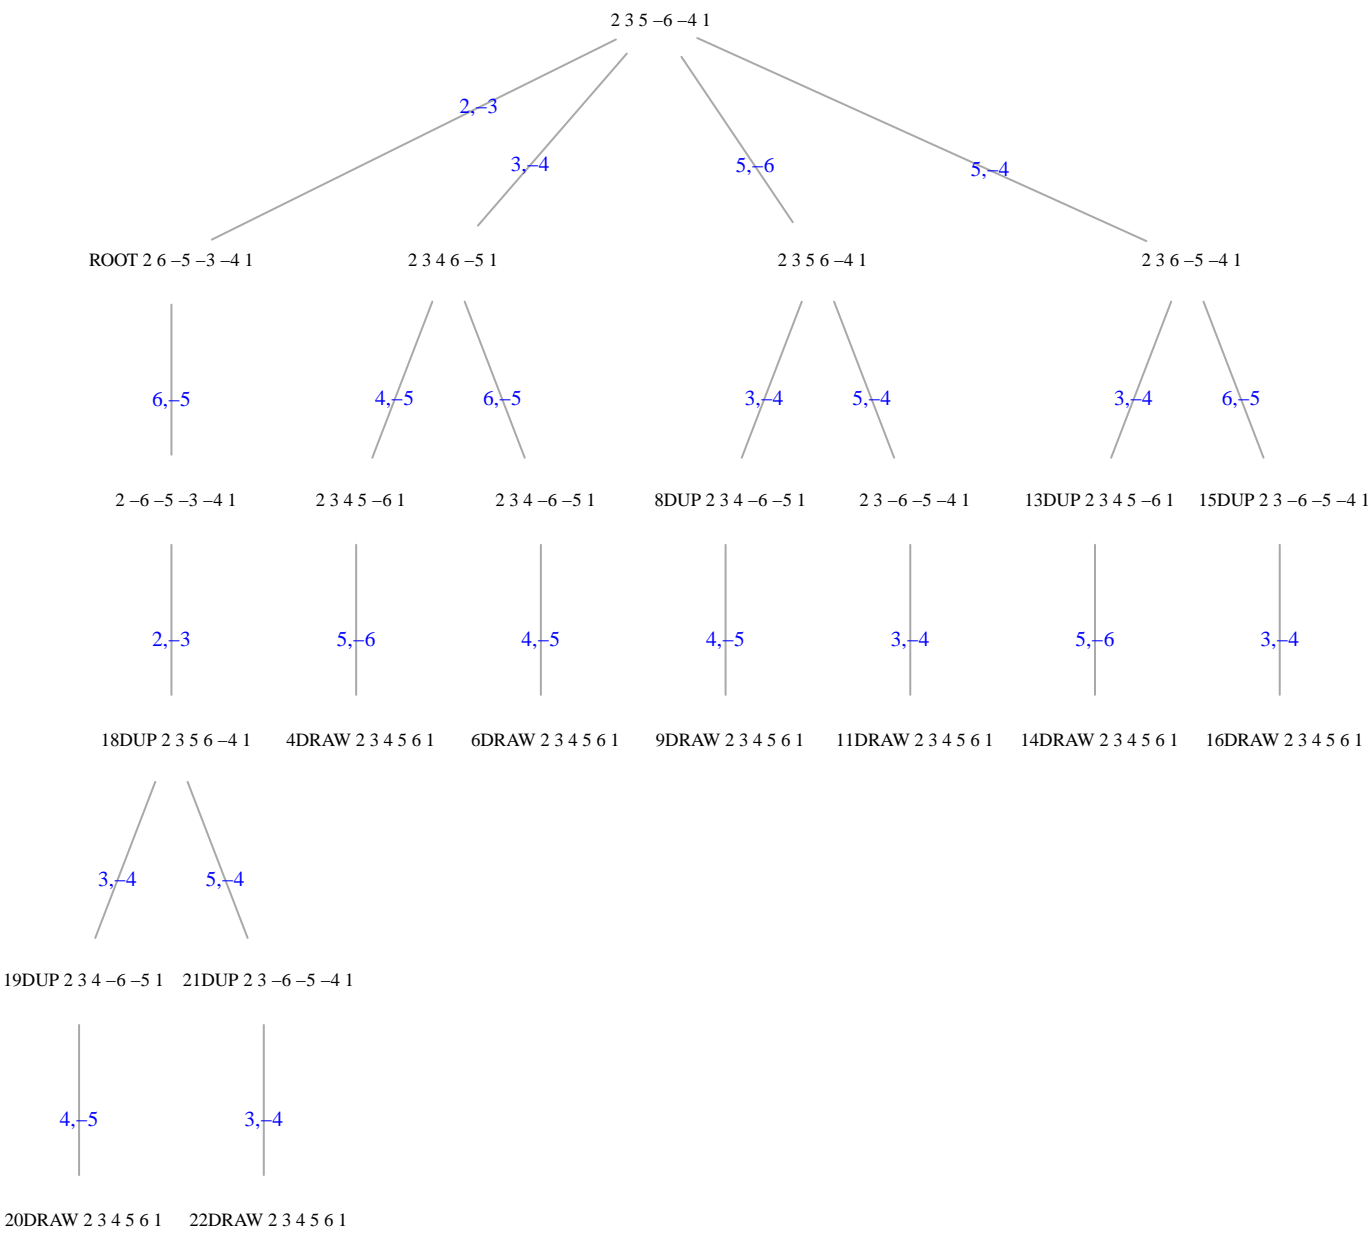 2 3 5 –6 –4 1
2,–3
3,–4
5,–6
5,–4
ROOT 2 6 –5 –3 –4 1
2 3 4 6 –5 1
2 3 5 6 –4 1
2 3 6 –5 –4 1
6,–5
4,–5
6,–5
3,–4
5,–4
3,–4
6,–5
2 –6 –5 –3 –4 1
2 3 4 5 –6 1
2 3 4 –6 –5 1
8DUP 2 3 4 –6 –5 1
2 3 –6 –5 –4 1
13DUP 2 3 4 5 –6 1
15DUP 2 3 –6 –5 –4 1
2,–3
5,–6
4,–5
4,–5
3,–4
5,–6
3,–4
18DUP 2 3 5 6 –4 1
4DRAW 2 3 4 5 6 1
6DRAW 2 3 4 5 6 1
9DRAW 2 3 4 5 6 1
11DRAW 2 3 4 5 6 1
14DRAW 2 3 4 5 6 1
16DRAW 2 3 4 5 6 1
3,–4
5,–4
19DUP 2 3 4 –6 –5 1
21DUP 2 3 –6 –5 –4 1
4,–5
3,–4
20DRAW 2 3 4 5 6 1
22DRAW 2 3 4 5 6 1